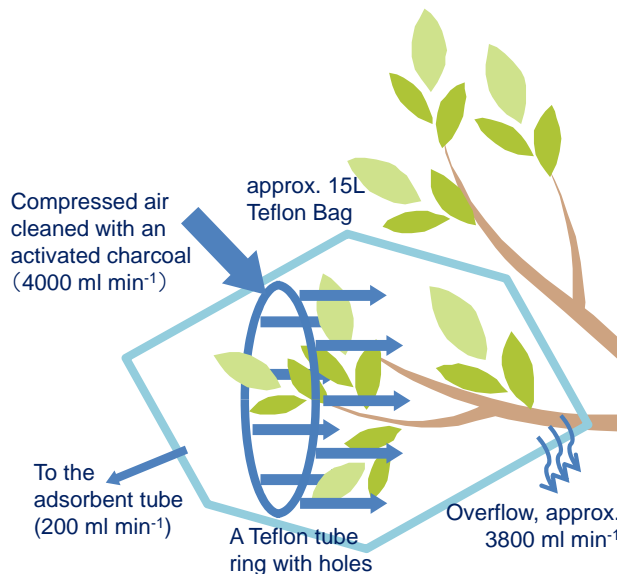 approx. 15L
Teflon Bag
Compressed air
cleaned with an
activated charcoal
（4000 ml min⁻¹）
To the
adsorbent tube
(200 ml min⁻¹)
A Teflon tube
ring with holes
Overflow, approx.
3800 ml min⁻¹